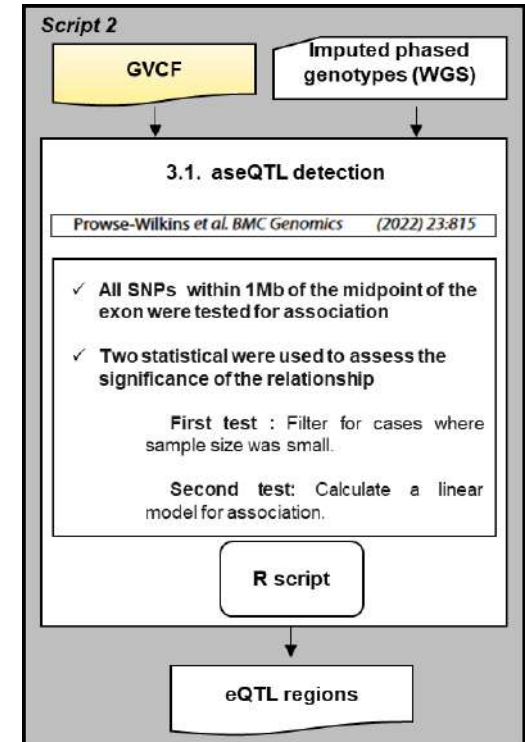 Script 2
GVCF
Imputed phased
genotypes (WGS)
3.1. aseQTL detection
Prowse-Wilkins et al. BMC Genomics (2022) 23:815
✓ All SNPs within 1Mb of the midpoint of the
exon were tested for association
✓ Two statistical were used to assess the
significance of the relationship
First test : Filter for cases where
sample size was small.
Second test: Calculate a linear
model for association.
R script
eQTL regions